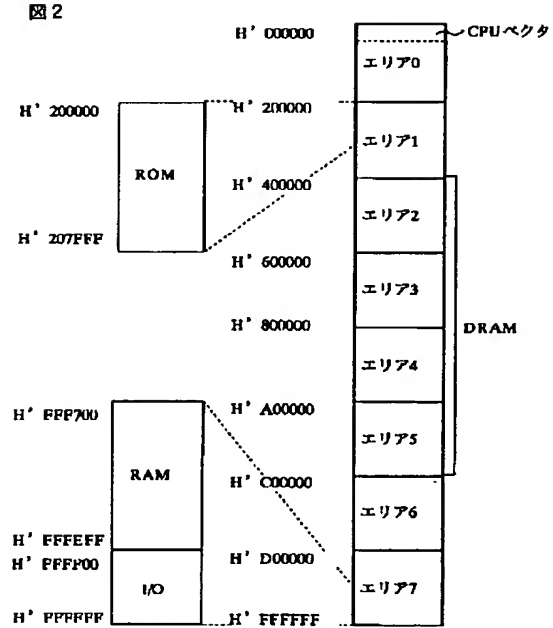 図2
H' 000000
CPUベクタ
エリア0
H' 200000
H' 200000
エリア1
ROM
H' 400000
エリア2
H' 207FFF
H' 600000
エリア3
H' 800000
DRAM
エリア4
H' A00000
H' FFF700
エリア5
RAM
H' C00000
エリア6
H' FFFEFF
H' FFFF00
H' D00000
I/O
エリア7
H' FFFFFF
H' FFFFFF